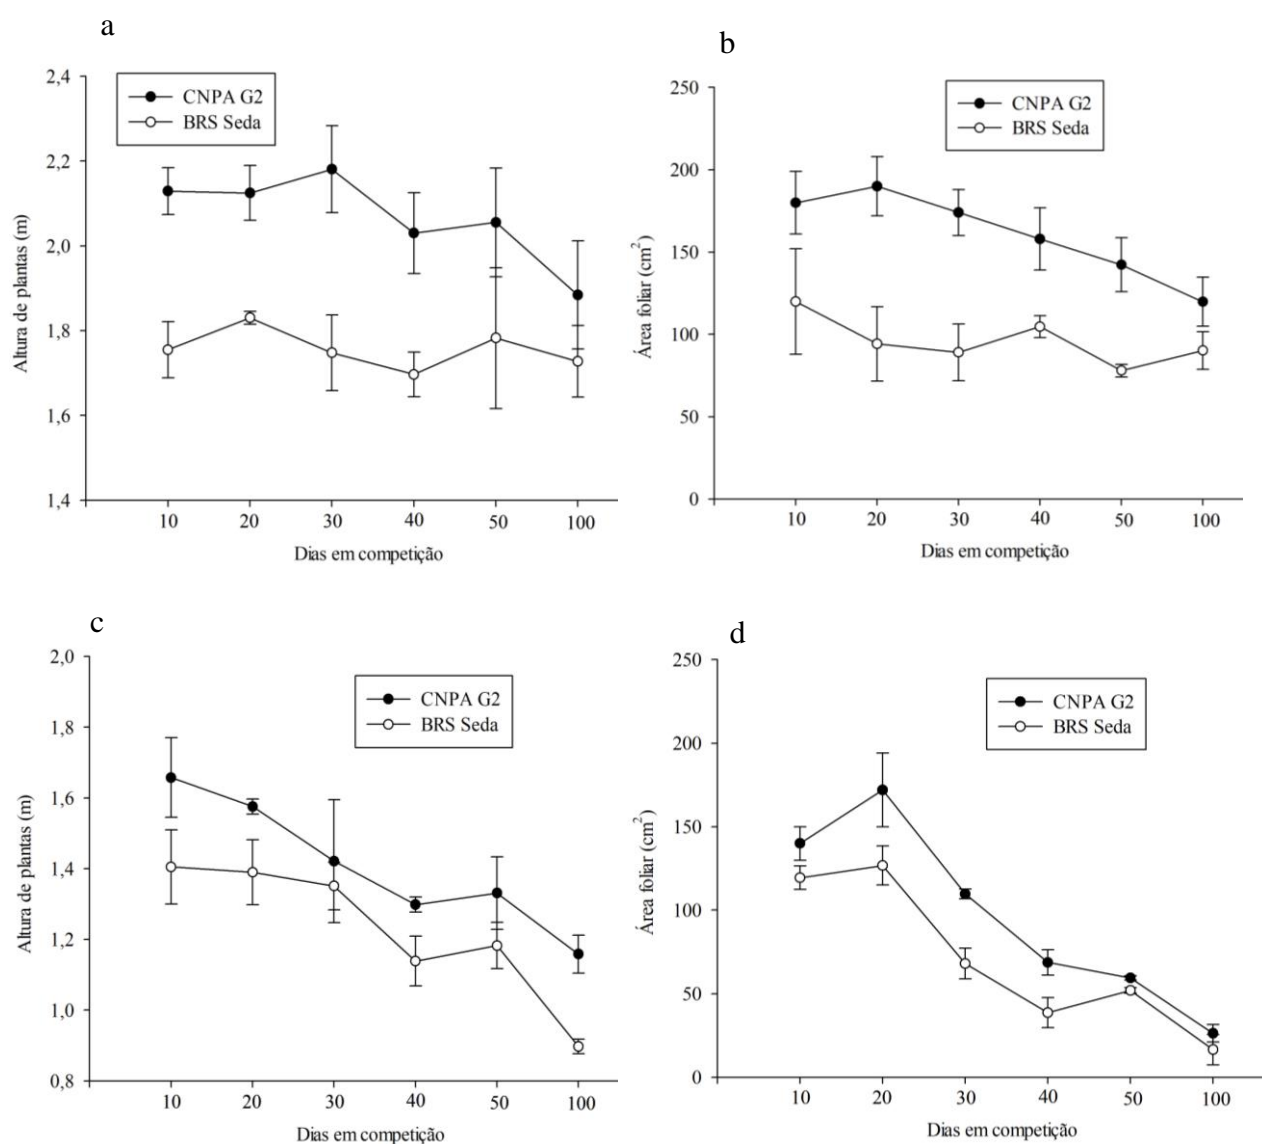 a
2,4
2,2
2,0
1,8
1,6
1,4
Altura de plantas (m)
CNPA G2
BRS Seda
10 20 30 40 50 100
Dias em competição
b
250
200
150
100
50
0
Área foliar (cm²)
CNPA G2
BRS Seda
10 20 30 40 50 100
Dias em competição
c
2,0
1,8
1,6
1,4
1,2
1,0
0,8
Altura de plantas (m)
CNPA G2
BRS Seda
10 20 30 40 50 100
Dias em competição
d
250
200
150
100
50
0
Área foliar (cm²)
CNPA G2
BRS Seda
10 20 30 40 50 100
Dias em competição